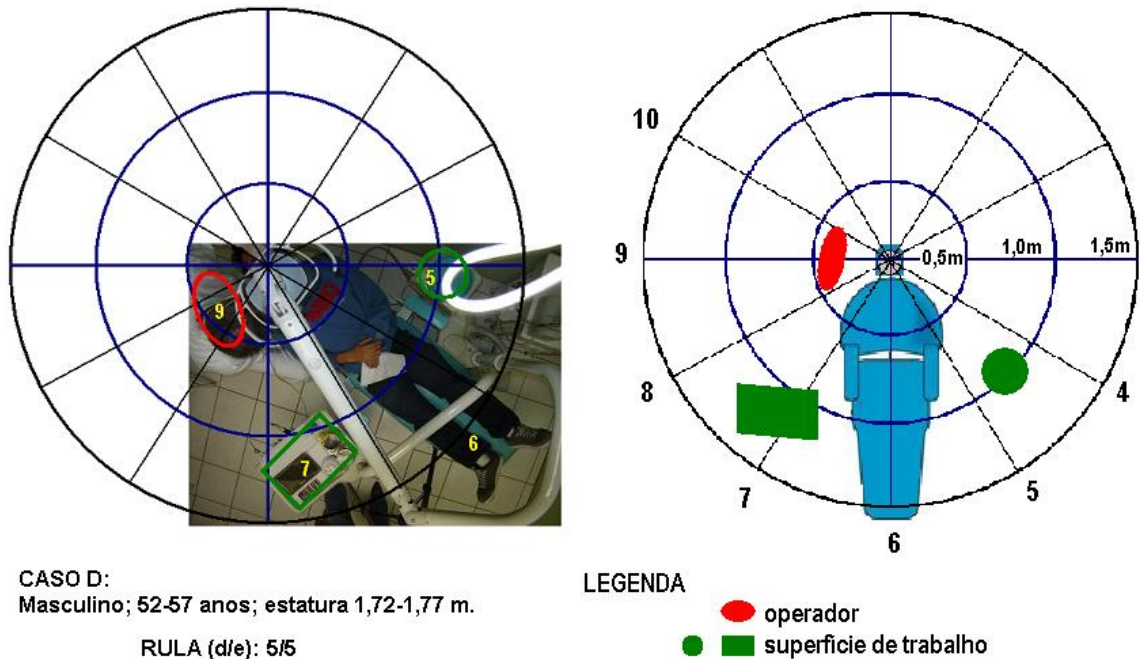 9
5
6
7
10
9
8
7
6
5
4
0,5m
1,0m
1,5m
CASO D:
Masculino; 52-57 anos; estatura 1,72-1,77 m.
RULA (d/e): 5/5
LEGENDA
operador
superficie de trabalho